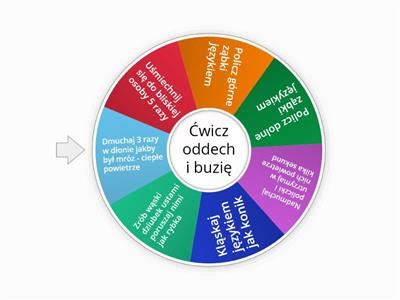 Ćwicz
oddech
i buzię
Uśmiechnij
się do bliskiej
osoby 5 razy
Policz górne
ząbki
językiem
Policz dolne
ząbki
językiem
Nadmuchaj
policzki i
utrzymaj w
nich powietrze
kilka sekund
Kląskaj
językiem
jak konik
Zrób wąski
dziubek ustami
poruszaj nimi
jak rybka
Dmuchaj 3 razy
w dłonie jakby
był mróz - ciepłe
powietrze